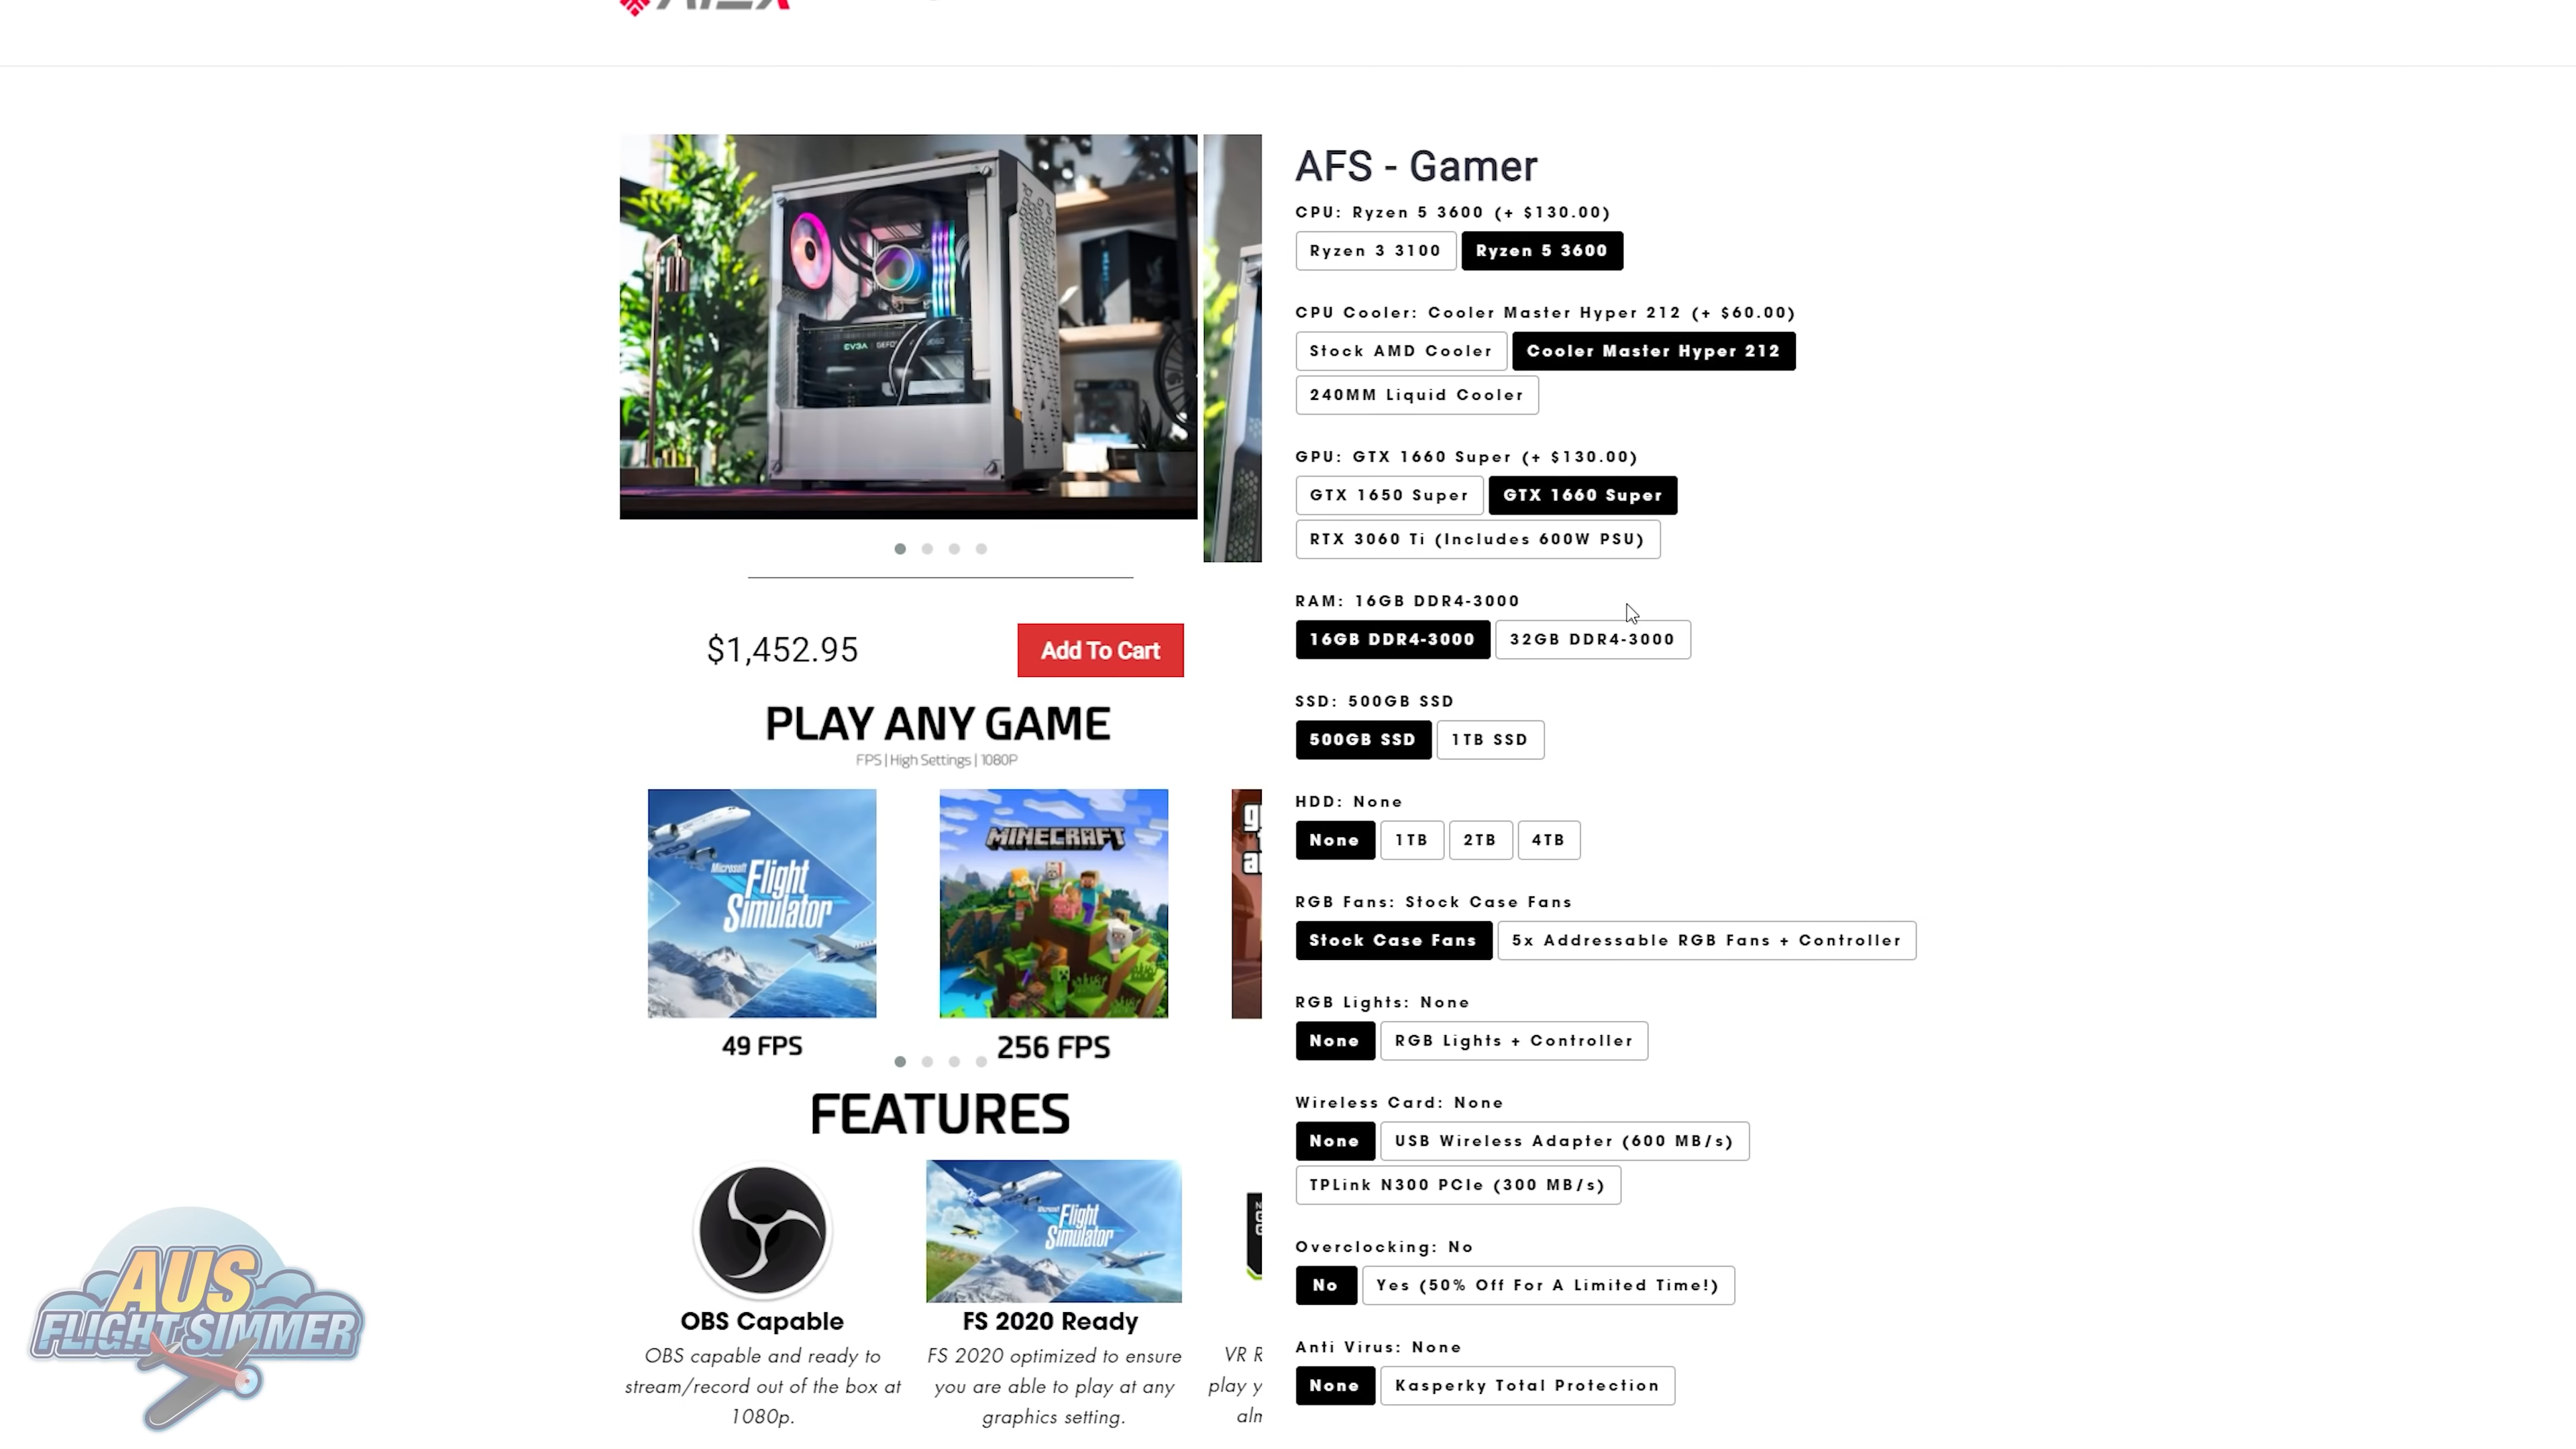 AFS - Gamer
CPU: Ryzen 5 3600 (+ $130.00)
Ryzen 3 3100
Ryzen 5 3600
CPU Cooler: Cooler Master Hyper 212 (+ $60.00)
Stock AMD Cooler
Cooler Master Hyper 212
240MM Liquid Cooler
GPU: GTX 1660 Super (+ $130.00)
GTX 1650 Super
GTX 1660 Super
RTX 3060 Ti (Includes 600W PSU)
RAM: 16GB DDR4-3000
16GB DDR4-3000
32GB DDR4-3000
SSD: 500GB SSD
500GB SSD
1TB SSD
HDD: None
None
1TB
2TB
4TB
RGB Fans: Stock Case Fans
Stock Case Fans
5x Addressable RGB Fans + Controller
RGB Lights: None
None
RGB Lights + Controller
Wireless Card: None
None
USB Wireless Adapter (600 MB/s)
TPLink N300 PCIe (300 MB/s)
Overclocking: No
No
Yes (50% Off For A Limited Time!)
Anti Virus: None
None
Kasperky Total Protection
EVGA
$1,452.95
Add To Cart
PLAY ANY GAME
FPS | High Settings | 1080P
Microsoft
Flight
Simulator
MINECRAFT
49 FPS
256 FPS
FEATURES
Microsoft
Flight
Simulator
OBS Capable
OBS capable and ready to
stream/record out of the box at
1080p.
FS 2020 Ready
FS 2020 optimized to ensure
you are able to play at any
graphics setting.
VR R
play y
alm
AUS
FLIGHT SIMMER